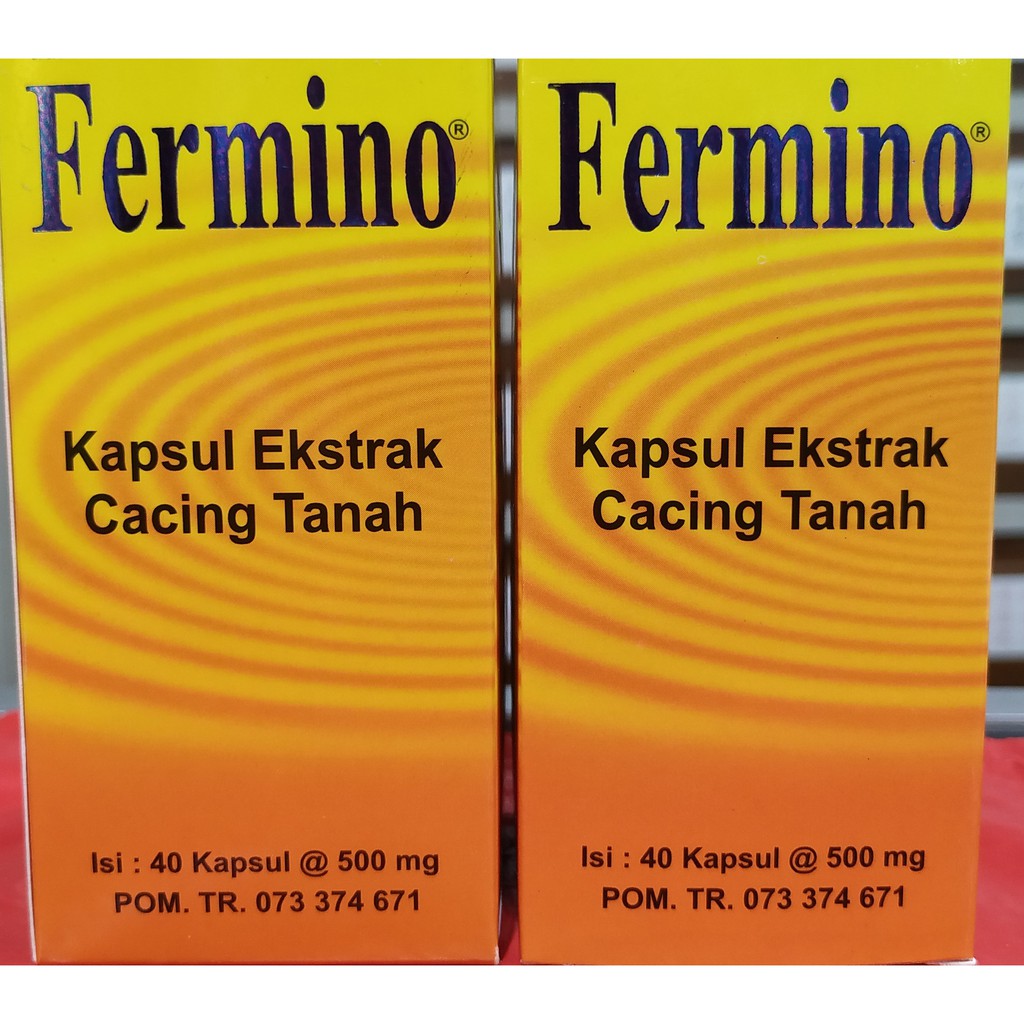 Fermino®
Kapsul Ekstrak
Cacing Tanah
Isi : 40 Kapsul @ 500 mg
POM. TR. 073 374 671
Fermino®
Kapsul Ekstrak
Cacing Tanah
Isi : 40 Kapsul @ 500 mg
POM. TR. 073 374 671